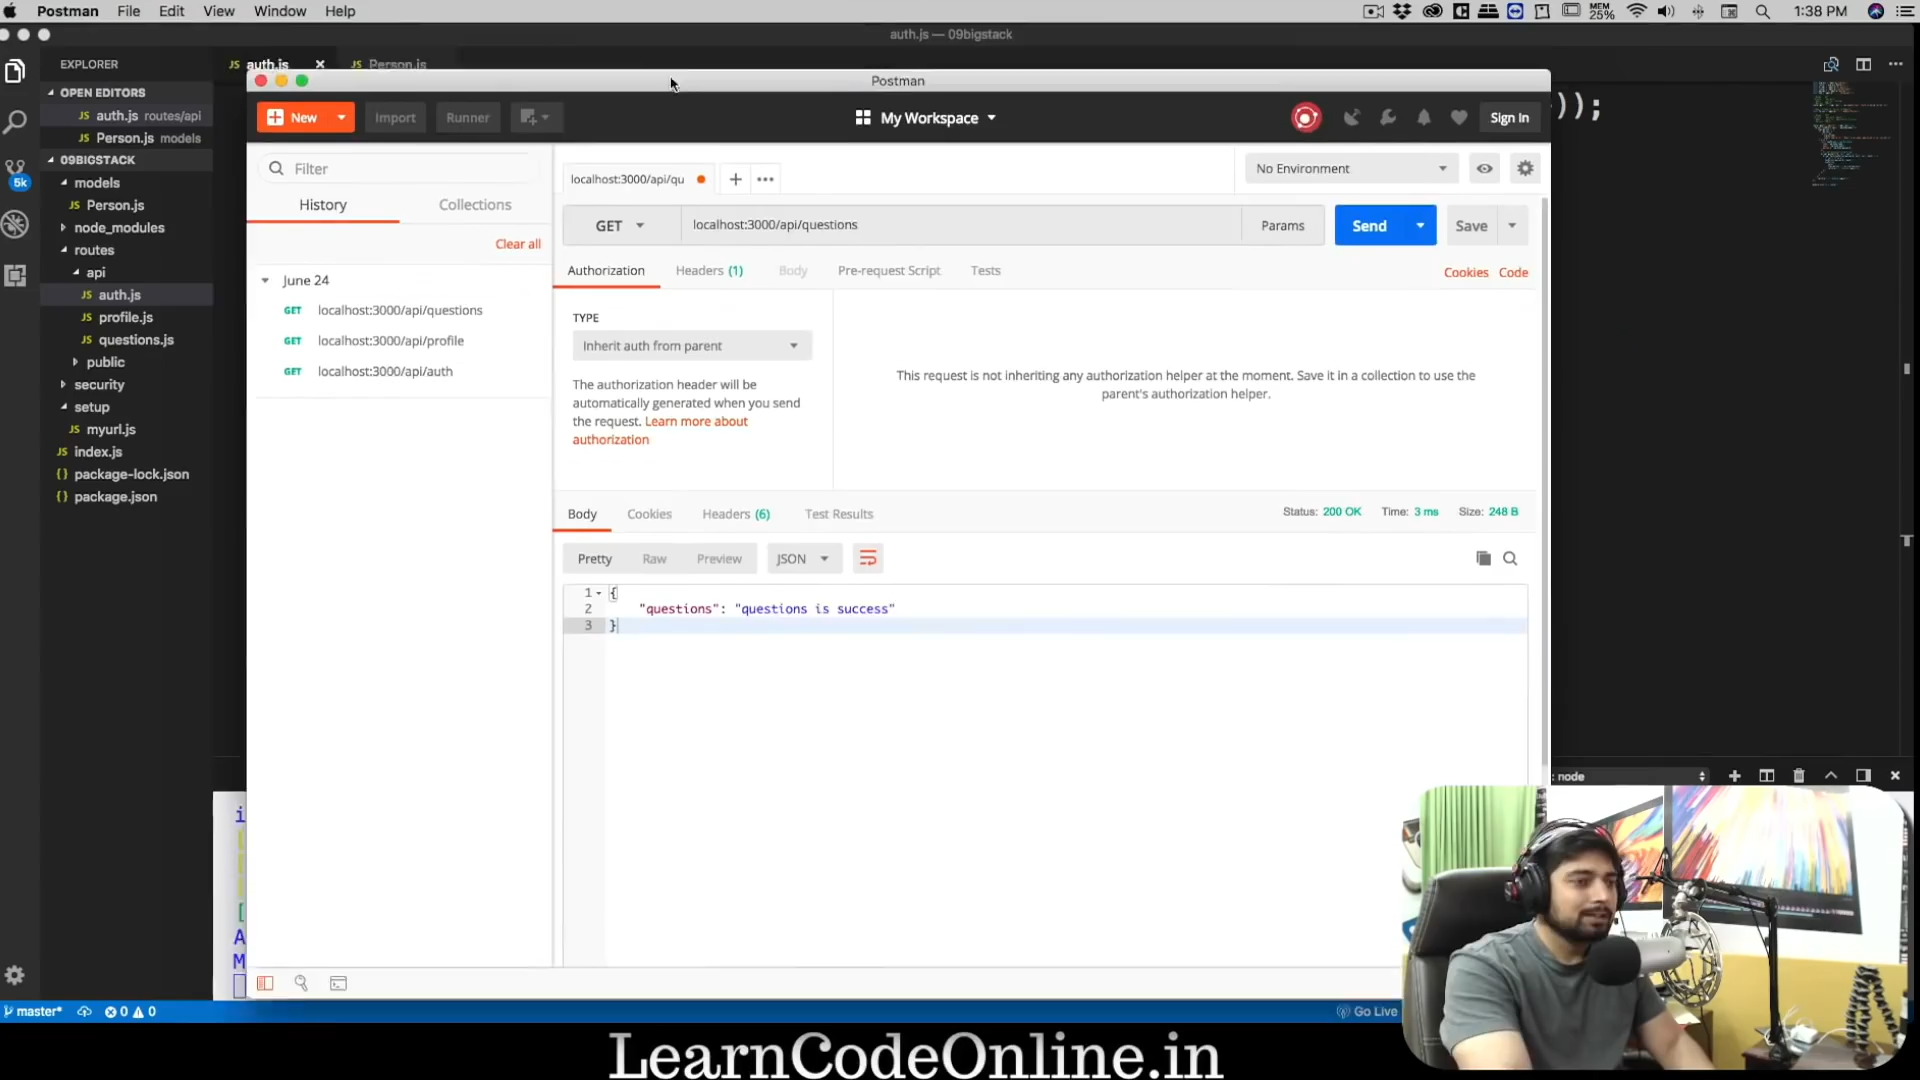 Postman File Edit View Window Help
MEM 25% 1:38 PM
auth.js — 09bigstack
EXPLORER
auth.js Person.js
OPEN EDITORS
auth.js routes/api
Person.js models
09BIGSTACK
models
Person.js
node_modules
routes
api
auth.js
profile.js
questions.js
public
security
setup
myurl.js
index.js
package-lock.json
package.json
5k
));
Postman
New Import Runner My Workspace Sign In
Filter
History Collections
Clear all
June 24
GET localhost:3000/api/questions
GET localhost:3000/api/profile
GET localhost:3000/api/auth
localhost:3000/api/qu
No Environment
GET localhost:3000/api/questions Params Send Save
Authorization Headers (1) Body Pre-request Script Tests Cookies Code
TYPE
Inherit auth from parent
The authorization header will be
automatically generated when you send
the request. Learn more about
authorization
This request is not inheriting any authorization helper at the moment. Save it in a collection to use the
parent's authorization helper.
Body Cookies Headers (6) Test Results Status: 200 OK Time: 3 ms Size: 248 B
Pretty Raw Preview JSON
1 {
2 "questions": "questions is success"
3 }
: node
i
[
A
M
master* 0 0 Go Live
LearnCodeOnline.in